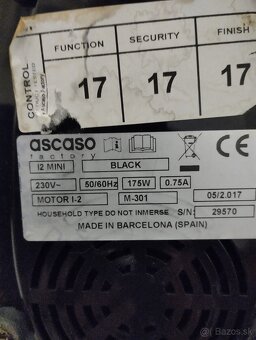 FUNCTION SECURITY FINISH
CONTROL
17 17 17
ascaso
factory
I2 MINI BLACK
230V~ 50/60Hz 175W 0.75A
MOTOR I-2 M-301 05/2.017
HOUSEHOLD TYPE DO NOT INMERSE S/N: 29570
MADE IN BARCELONA (SPAIN)
bazos.sk